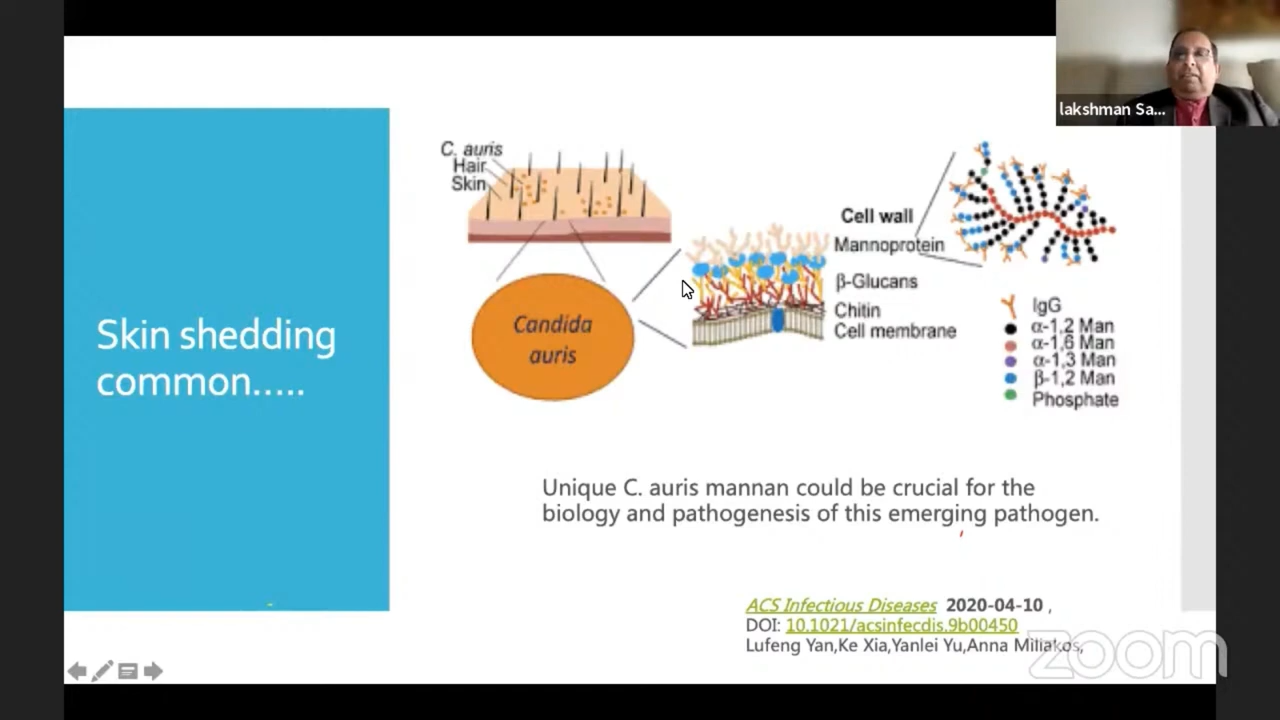 lakshman Sa...
Skin shedding
common.....
C. auris
Hair
Skin
Candida
auris
Cell wall
Mannoprotein
β-Glucans
Chitin
Cell membrane
IgG
α-1,2 Man
α-1,6 Man
α-1,3 Man
β-1,2 Man
Phosphate
Unique C. auris mannan could be crucial for the
biology and pathogenesis of this emerging pathogen.
ACS Infectious Diseases 2020-04-10 ,
DOI: 10.1021/acsinfecdis.9b00450
Lufeng Yan,Ke Xia,Yanlei Yu,Anna Miliakos,
zoom